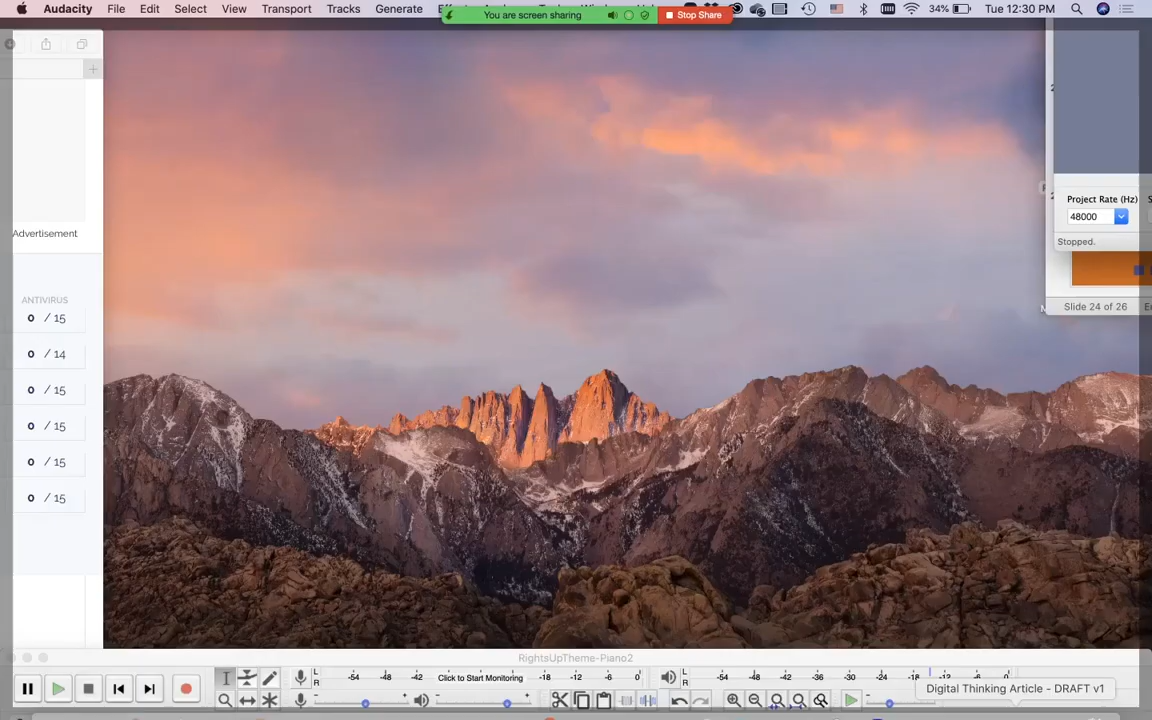 Audacity File Edit Select View Transport Tracks Generate
You are screen sharing Stop Share
34% Tue 12:30 PM
Advertisement
ANTIVIRUS
0 / 15
0 / 14
0 / 15
0 / 15
0 / 15
0 / 15
Project Rate (Hz)
48000
Stopped.
Slide 24 of 26
RightsUpTheme-Piano2
L
R
-54 -48 -42 Click to Start Monitoring -18 -12 -6 0
L
R
-54 -48 -42 -36 -30 -24 -18 -12 -6 0
Digital Thinking Article - DRAFT v1